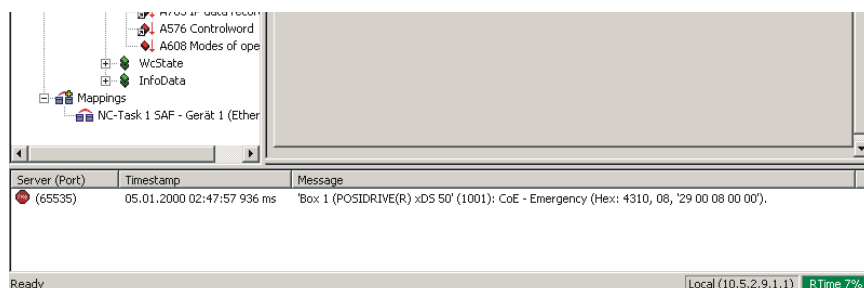 A576 Controlword
A608 Modes of ope
WcState
InfoData
Mappings
NC-Task 1 SAF - Gerät 1 (Ether
Server (Port) Timestamp Message
(65535) 05.01.2000 02:47:57 936 ms 'Box 1 (POSIDRIVE(R) xDS 50' (1001): CoE - Emergency (Hex: 4310, 08, '29 00 08 00 00').
Ready Local (10.5.2.9.1.1) RTime 7%